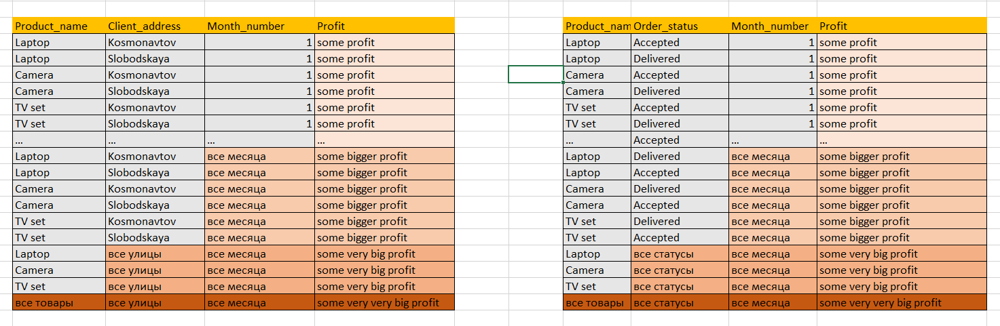 Product_name Client_address Month_number Profit
Laptop Kosmonavtov 1 some profit
Laptop Slobodskaya 1 some profit
Camera Kosmonavtov 1 some profit
Camera Slobodskaya 1 some profit
TV set Kosmonavtov 1 some profit
TV set Slobodskaya 1 some profit
... ... ... ...
Laptop Kosmonavtov все месяца some bigger profit
Laptop Slobodskaya все месяца some bigger profit
Camera Kosmonavtov все месяца some bigger profit
Camera Slobodskaya все месяца some bigger profit
TV set Kosmonavtov все месяца some bigger profit
TV set Slobodskaya все месяца some bigger profit
Laptop все улицы все месяца some very big profit
Camera все улицы все месяца some very big profit
TV set все улицы все месяца some very big profit
все товары все улицы все месяца some very very big profit
Product_nam Order_status Month_number Profit
Laptop Accepted 1 some profit
Laptop Delivered 1 some profit
Camera Accepted 1 some profit
Camera Delivered 1 some profit
TV set Accepted 1 some profit
TV set Delivered 1 some profit
... Accepted ... ...
Laptop Delivered все месяца some bigger profit
Laptop Accepted все месяца some bigger profit
Camera Delivered все месяца some bigger profit
Camera Accepted все месяца some bigger profit
TV set Delivered все месяца some bigger profit
TV set Accepted все месяца some bigger profit
Laptop все статусы все месяца some very big profit
Camera все статусы все месяца some very big profit
TV set все статусы все месяца some very big profit
все товары все статусы все месяца some very very big profit